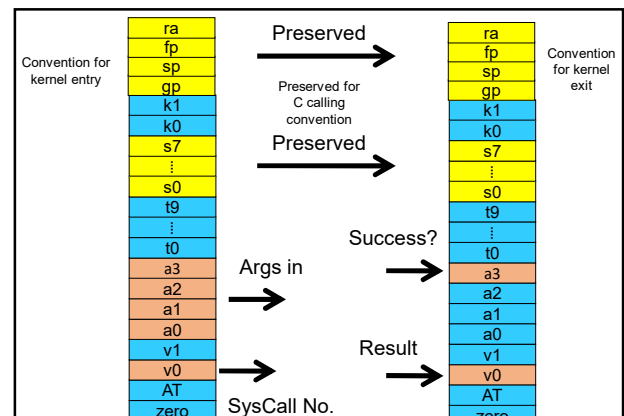 Convention for
kernel entry
ra
fp
sp
gp
k1
k0
s7
⁞
s0
t9
⁞
t0
a3
a2
a1
a0
v1
v0
AT
zero
Preserved
Preserved for
C calling
convention
Preserved
Success?
Args in
Result
SysCall No.
ra
fp
sp
gp
k1
k0
s7
⁞
s0
t9
⁞
t0
a3
a2
a1
a0
v1
v0
AT
zero
Convention
for kernel
exit